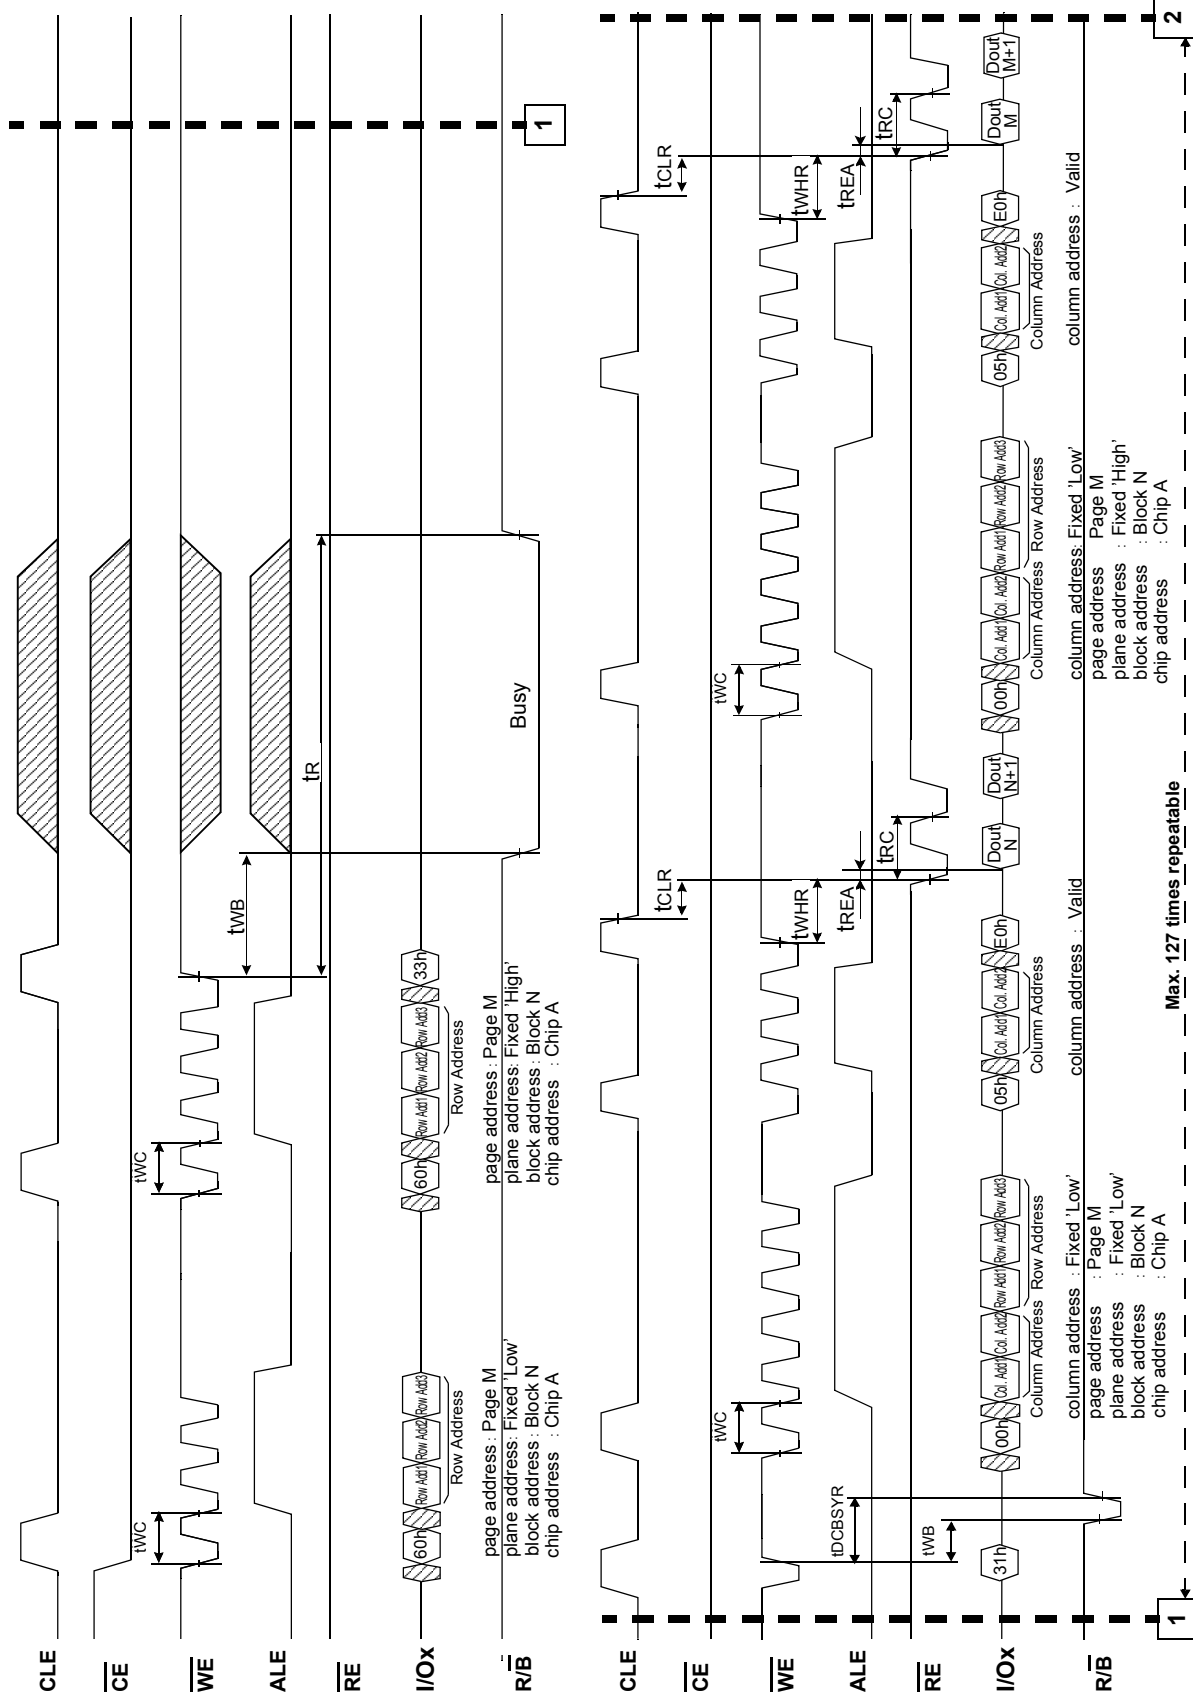 CLE
CE
WE
ALE
RE
I/Ox
R/B
tWC
tWC
tWB
tR
Busy
60h
Row Add1
Row Add2
Row Add3
Row Address
60h
Row Add1
Row Add2
Row Add3
33h
Row Address
page address : Page M
plane address: Fixed 'Low'
block address : Block N
chip address : Chip A
page address : Page M
plane address: Fixed 'High'
block address : Block N
chip address : Chip A
1
CLE
CE
WE
ALE
RE
I/Ox
R/B
tDCBSYR
tWB
tWC
tCLR
tWHR
tREA
tRC
tWC
tCLR
tWHR
tREA
tRC
31h
00h
Col. Add1
Col. Add2
Row Add1
Row Add2
Row Add3
05h
Col. Add1
Col. Add2
E0h
Dout
N
Dout
N+1
00h
Col. Add1
Col. Add2
Row Add1
Row Add2
Row Add3
05h
Col. Add1
Col. Add2
E0h
Dout
M
Dout
M+1
Column Address
Row Address
Column Address
Column Address
Row Address
Column Address
column address : Fixed 'Low'
page address : Page M
plane address : Fixed 'Low'
block address : Block N
chip address : Chip A
column address : Valid
column address: Fixed 'Low'
page address Page M
plane address : Fixed 'High'
block address : Block N
chip address : Chip A
column address : Valid
1
Max. 127 times repeatable
2